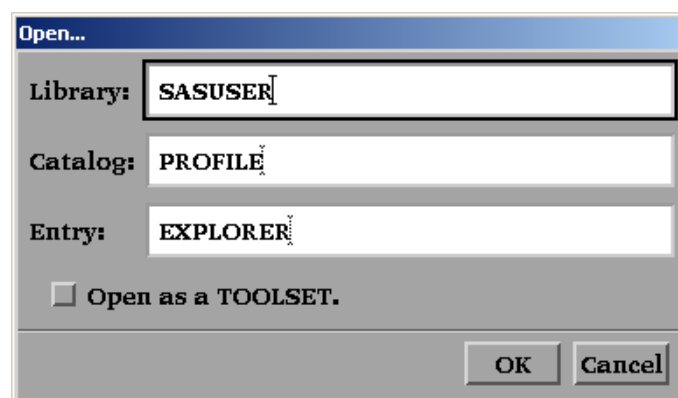 Open...
Library: SASUSER
Catalog: PROFILE
Entry: EXPLORER
Open as a TOOLSET.
OK Cancel